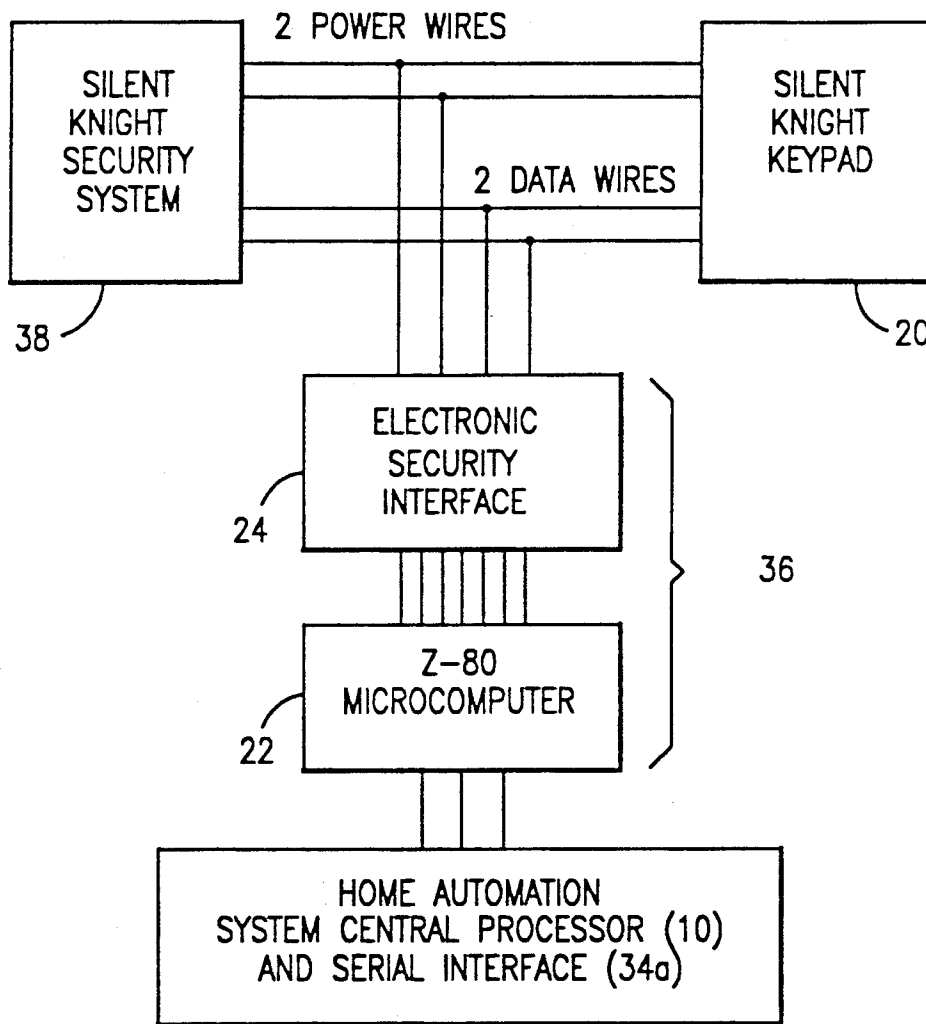 2 POWER WIRES
SILENT
KNIGHT
SECURITY
SYSTEM
SILENT
KNIGHT
KEYPAD
2 DATA WIRES
38
20
ELECTRONIC
SECURITY
INTERFACE
24
36
Z-80
MICROCOMPUTER
22
HOME AUTOMATION
SYSTEM CENTRAL PROCESSOR (10)
AND SERIAL INTERFACE (34a)